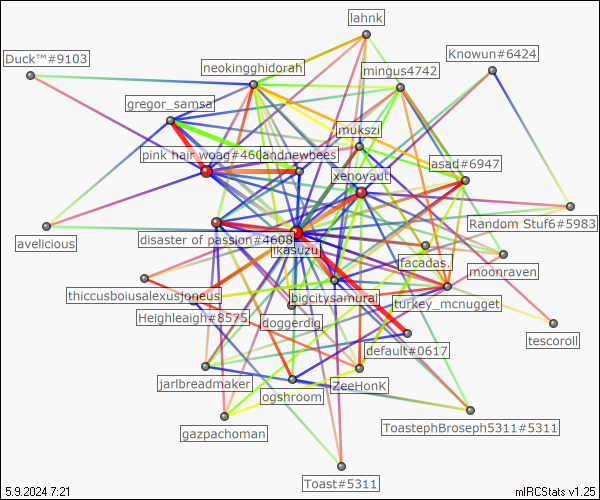 lahnk
Duck™#9103
Knowun#6424
neokingghidorah
mingus4742
gregor_samsa
mukszi
pink hair woag#460
andnewbees
asad#6947
xenoyaut
Random Stuf6#5983
avelicious
disaster of passion#4608
ikasuzu
facadas.
moonraven
thiccusboiusalexusjoneus
bigcitysamurai
turkey_mcnugget
Heighleaigh#8575
doggerdig
tescoroll
default#0617
jarlbreadmaker
ogshroom
ZeeHonK
gazpachoman
ToastephBroseph5311#5311
Toast#5311
5.9.2024 7:21
mIRCStats v1.25